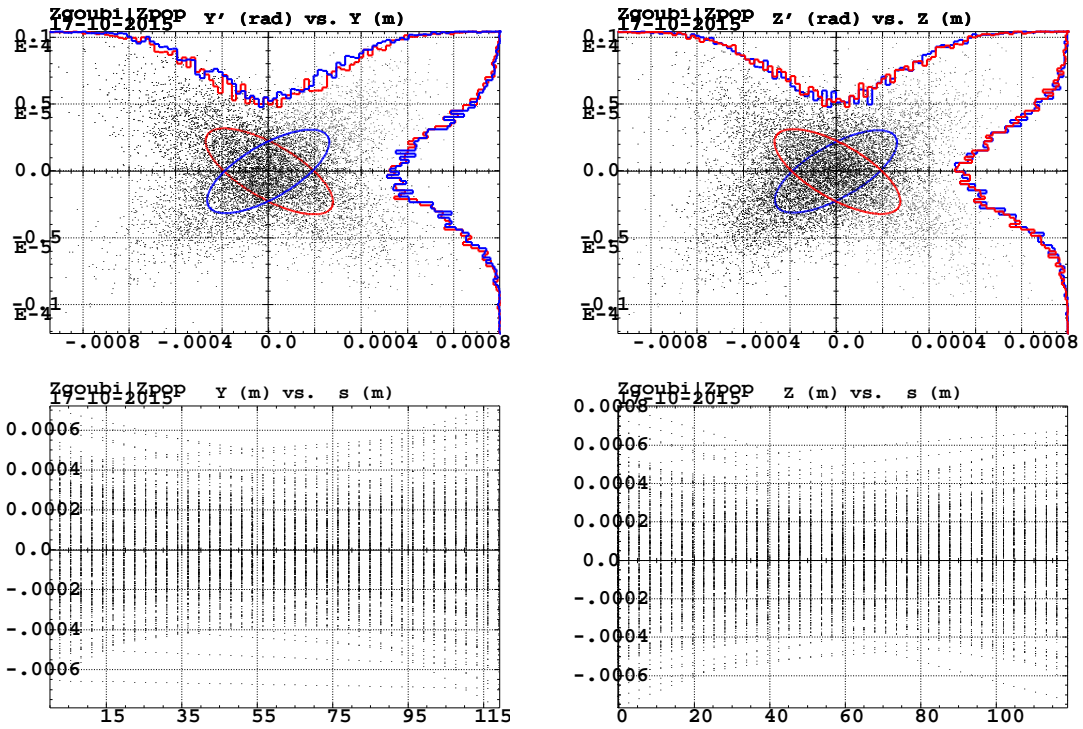 Zgoubi|Zpop
17-10-2015
Y' (rad) vs. Y (m)
0.1
E-4
0.5
E-5
0.0
-0.5
E-5
-0.1
E-4
-.0008 -.0004 0.0 0.0004 0.0008
Zgoubi|Zpop
17-10-2015
Z' (rad) vs. Z (m)
0.1
E-4
0.5
E-5
0.0
-0.5
E-5
-0.1
E-4
-.0008 -.0004 0.0 0.0004 0.0008
Zgoubi|Zpop
17-10-2015
Y (m) vs. s (m)
0.0006
0.0004
0.0002
0.0
-.0002
-.0004
-.0006
15 35 55 75 95 115
Zgoubi|Zpop
17-10-2015
Z (m) vs. s (m)
0.0008
0.0006
0.0004
0.0002
0.0
-.0002
-.0004
-.0006
0 20 40 60 80 100